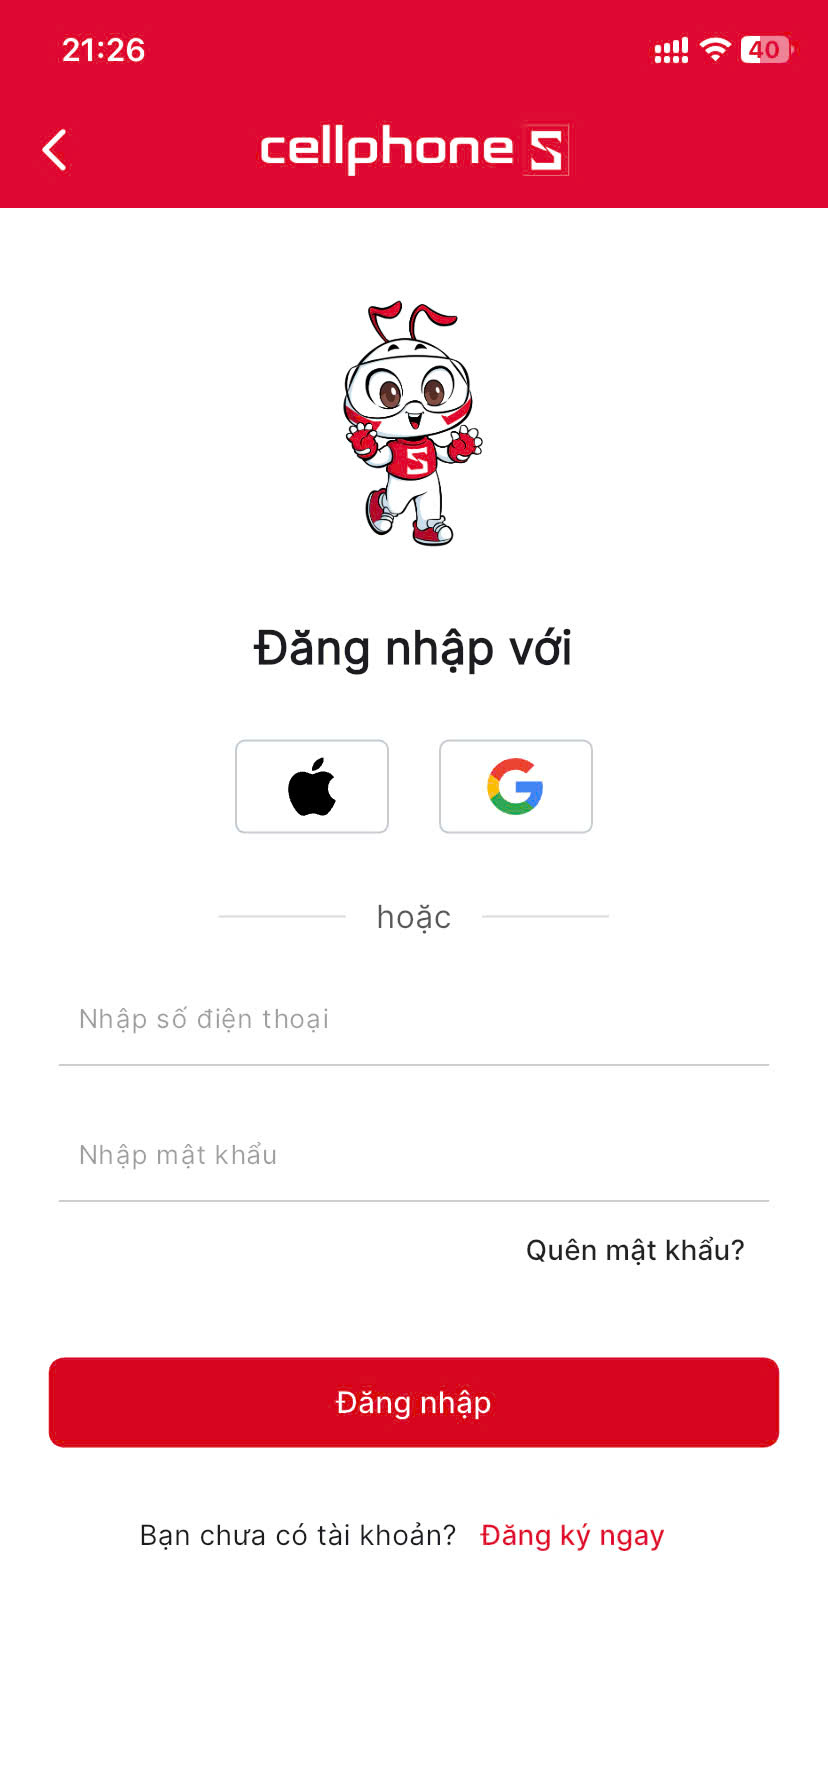 21:26
40
cellphoneS
S
Đăng nhập với
hoặc
Nhập số điện thoại
Nhập mật khẩu
Quên mật khẩu?
Đăng nhập
Bạn chưa có tài khoản? Đăng ký ngay